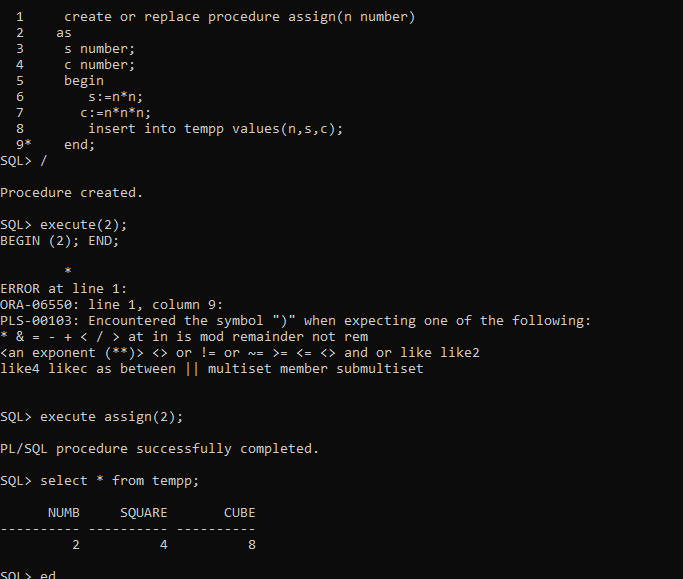 1     create or replace procedure assign(n number)
2    as
3     s number;
4     c number;
5     begin
6        s:=n*n;
7       c:=n*n*n;
8        insert into tempp values(n,s,c);
9*    end;
SQL> /
Procedure created.
SQL> execute(2);
BEGIN (2); END;
*
ERROR at line 1:
ORA-06550: line 1, column 9:
PLS-00103: Encountered the symbol ")" when expecting one of the following:
* & = - + < / > at in is mod remainder not rem
<an exponent (**)> <> or != or ~= >= <= <> and or like like2
like4 likec as between || multiset member submultiset
SQL> execute assign(2);
PL/SQL procedure successfully completed.
SQL> select * from tempp;
NUMB     SQUARE       CUBE
---------- ---------- ----------
2          4          8
SQL> ed